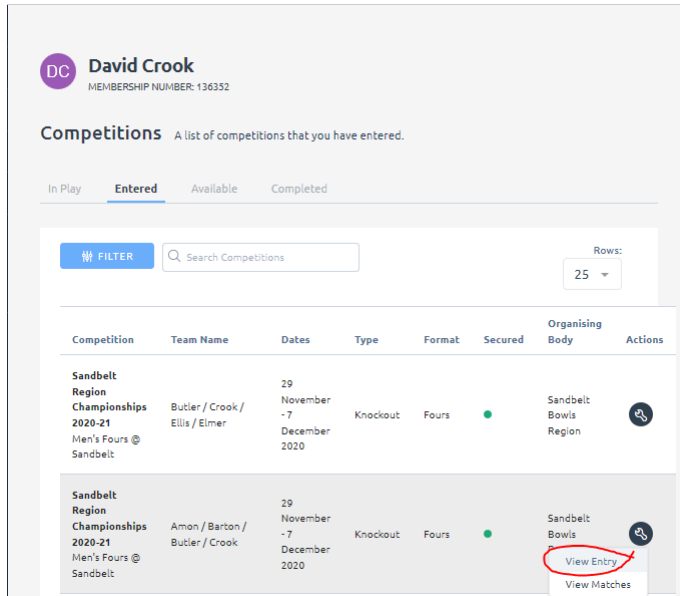 DC
David Crook
MEMBERSHIP NUMBER: 136352
Competitions A list of competitions that you have entered.
In Play Entered Available Completed
FILTER Search Competitions
Rows:
25
Competition Team Name Dates Type Format Secured Organising Body Actions
Sandbelt
Region
Championships
2020-21
Men's Fours @
Sandbelt
Butler / Crook /
Ellis / Elmer
29
November
- 7
December
2020
Knockout
Fours
Sandbelt
Bowls
Region
Sandbelt
Region
Championships
2020-21
Men's Fours @
Sandbelt
Amon / Barton /
Butler / Crook
29
November
- 7
December
2020
Knockout
Fours
Sandbelt
Bowls
View Entry
View Matches